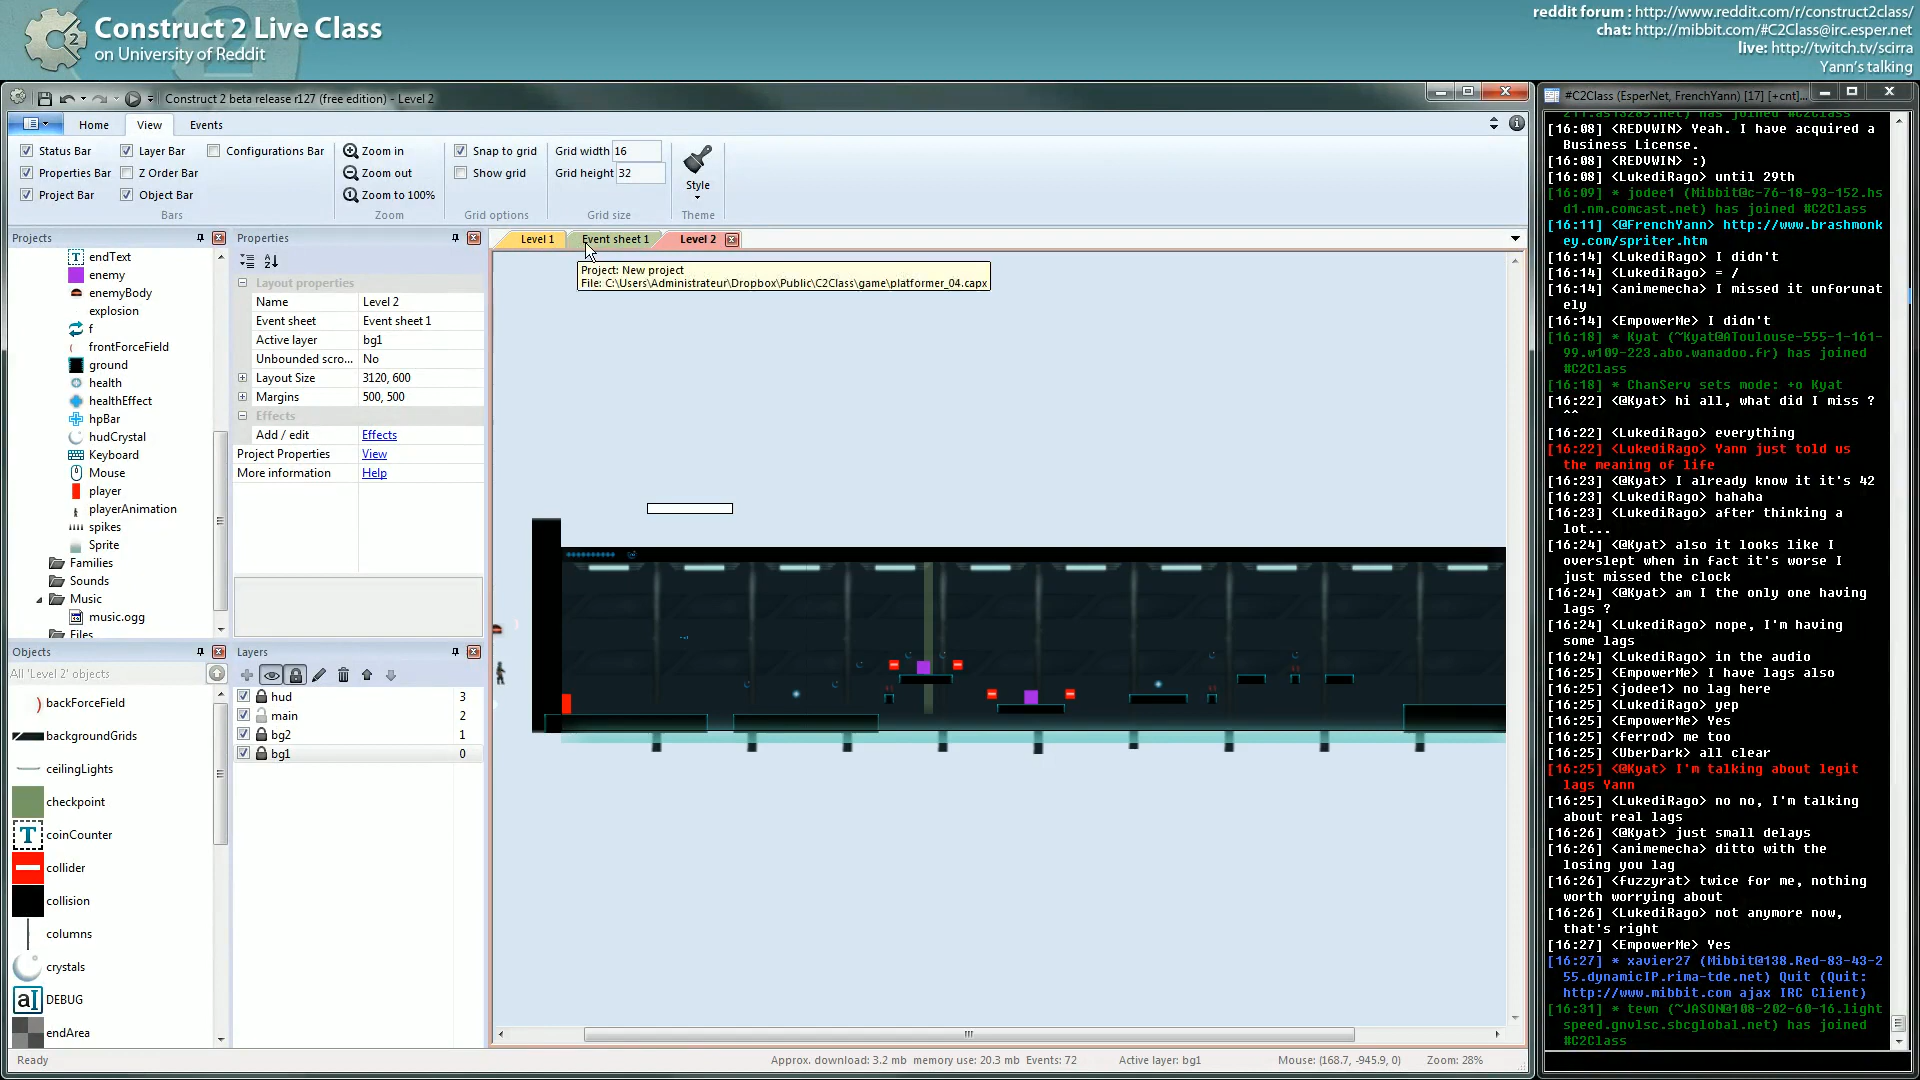 Construct 2 Live Class
on University of Reddit
reddit forum : http://www.reddit.com/r/construct2class/
chat: http://mibbit.com/#C2Class@irc.esper.net
live: http://twitch.tv/scirra
Yann's talking
Construct 2 beta release r127 (free edition) - Level 2
Home View Events
Status Bar Layer Bar Configurations Bar
Properties Bar Z Order Bar
Project Bar Object Bar
Bars
Zoom in
Zoom out
Zoom to 100%
Zoom
Snap to grid
Show grid
Grid options
Grid width 16
Grid height 32
Grid size
Style
Theme
Projects
endText
enemy
enemyBody
explosion
f
frontForceField
ground
health
healthEffect
hpBar
hudCrystal
Keyboard
Mouse
player
playerAnimation
spikes
Sprite
Families
Sounds
Music
music.ogg
Files
Properties
Layout properties
Name Level 2
Event sheet Event sheet 1
Active layer bg1
Unbounded scro... No
Layout Size 3120, 600
Margins 500, 500
Effects
Add / edit Effects
Project Properties View
More information Help
Level 1 Event sheet 1 Level 2
Project: New project
File: C:\Users\Administrateur\Dropbox\Public\C2Class\game\platformer_04.capx
Objects
All 'Level 2' objects
backForceField
backgroundGrids
ceilingLights
checkpoint
T coinCounter
collider
collision
columns
crystals
aI DEBUG
endArea
Layers
hud 3
main 2
bg2 1
bg1 0
Ready
Approx. download: 3.2 mb memory use: 20.3 mb Events: 72
Active layer: bg1
Mouse: (168.7, -945.9, 0)
Zoom: 28%
#C2Class (EsperNet, FrenchYann) [17] [+cnt]...
[16:08] <REDVWIN> Yeah. I have acquired a
Business License.
[16:08] <REDVWIN> :)
[16:08] <LukediRago> until 29th
[16:09] * jodee1 (Mibbit@c-76-18-93-152.hs
d1.nm.comcast.net) has joined #C2Class
[16:11] <@FrenchYann> http://www.brashmonk
ey.com/spriter.htm
[16:14] <LukediRago> I didn't
[16:14] <LukediRago> = /
[16:14] <animemecha> I missed it unforunat
ely
[16:14] <EmpowerMe> I didn't
[16:18] * Kyat (~Kyat@AToulouse-555-1-161-
99.w109-223.abo.wanadoo.fr) has joined
#C2Class
[16:18] * ChanServ sets mode: +o Kyat
[16:22] <@Kyat> hi all, what did I miss ?
^^
[16:22] <LukediRago> everything
[16:22] <LukediRago> Yann just told us
the meaning of life
[16:23] <@Kyat> I already know it it's 42
[16:23] <LukediRago> hahaha
[16:23] <LukediRago> after thinking a
lot...
[16:24] <@Kyat> also it looks like I
overslept when in fact it's worse I
just missed the clock
[16:24] <@Kyat> am I the only one having
lags ?
[16:24] <LukediRago> nope, I'm having
some lags
[16:24] <LukediRago> in the audio
[16:25] <EmpowerMe> I have lags also
[16:25] <jodee1> no lag here
[16:25] <LukediRago> yep
[16:25] <EmpowerMe> Yes
[16:25] <ferrod> me too
[16:25] <UberDark> all clear
[16:25] <@Kyat> I'm talking about legit
lags Yann
[16:25] <LukediRago> no no, I'm talking
about real lags
[16:26] <@Kyat> just small delays
[16:26] <animemecha> ditto with the
losing you lag
[16:26] <fuzzyrat> twice for me, nothing
worth worrying about
[16:26] <LukediRago> not anymore now,
that's right
[16:27] <EmpowerMe> Yes
[16:27] * xavier27 (Mibbit@138.Red-83-43-2
55.dynamicIP.rima-tde.net) Quit (Quit:
http://www.mibbit.com ajax IRC Client)
[16:31] * tewn (~JASON@108-202-60-16.light
speed.gnvlsc.sbcglobal.net) has joined
#C2Class